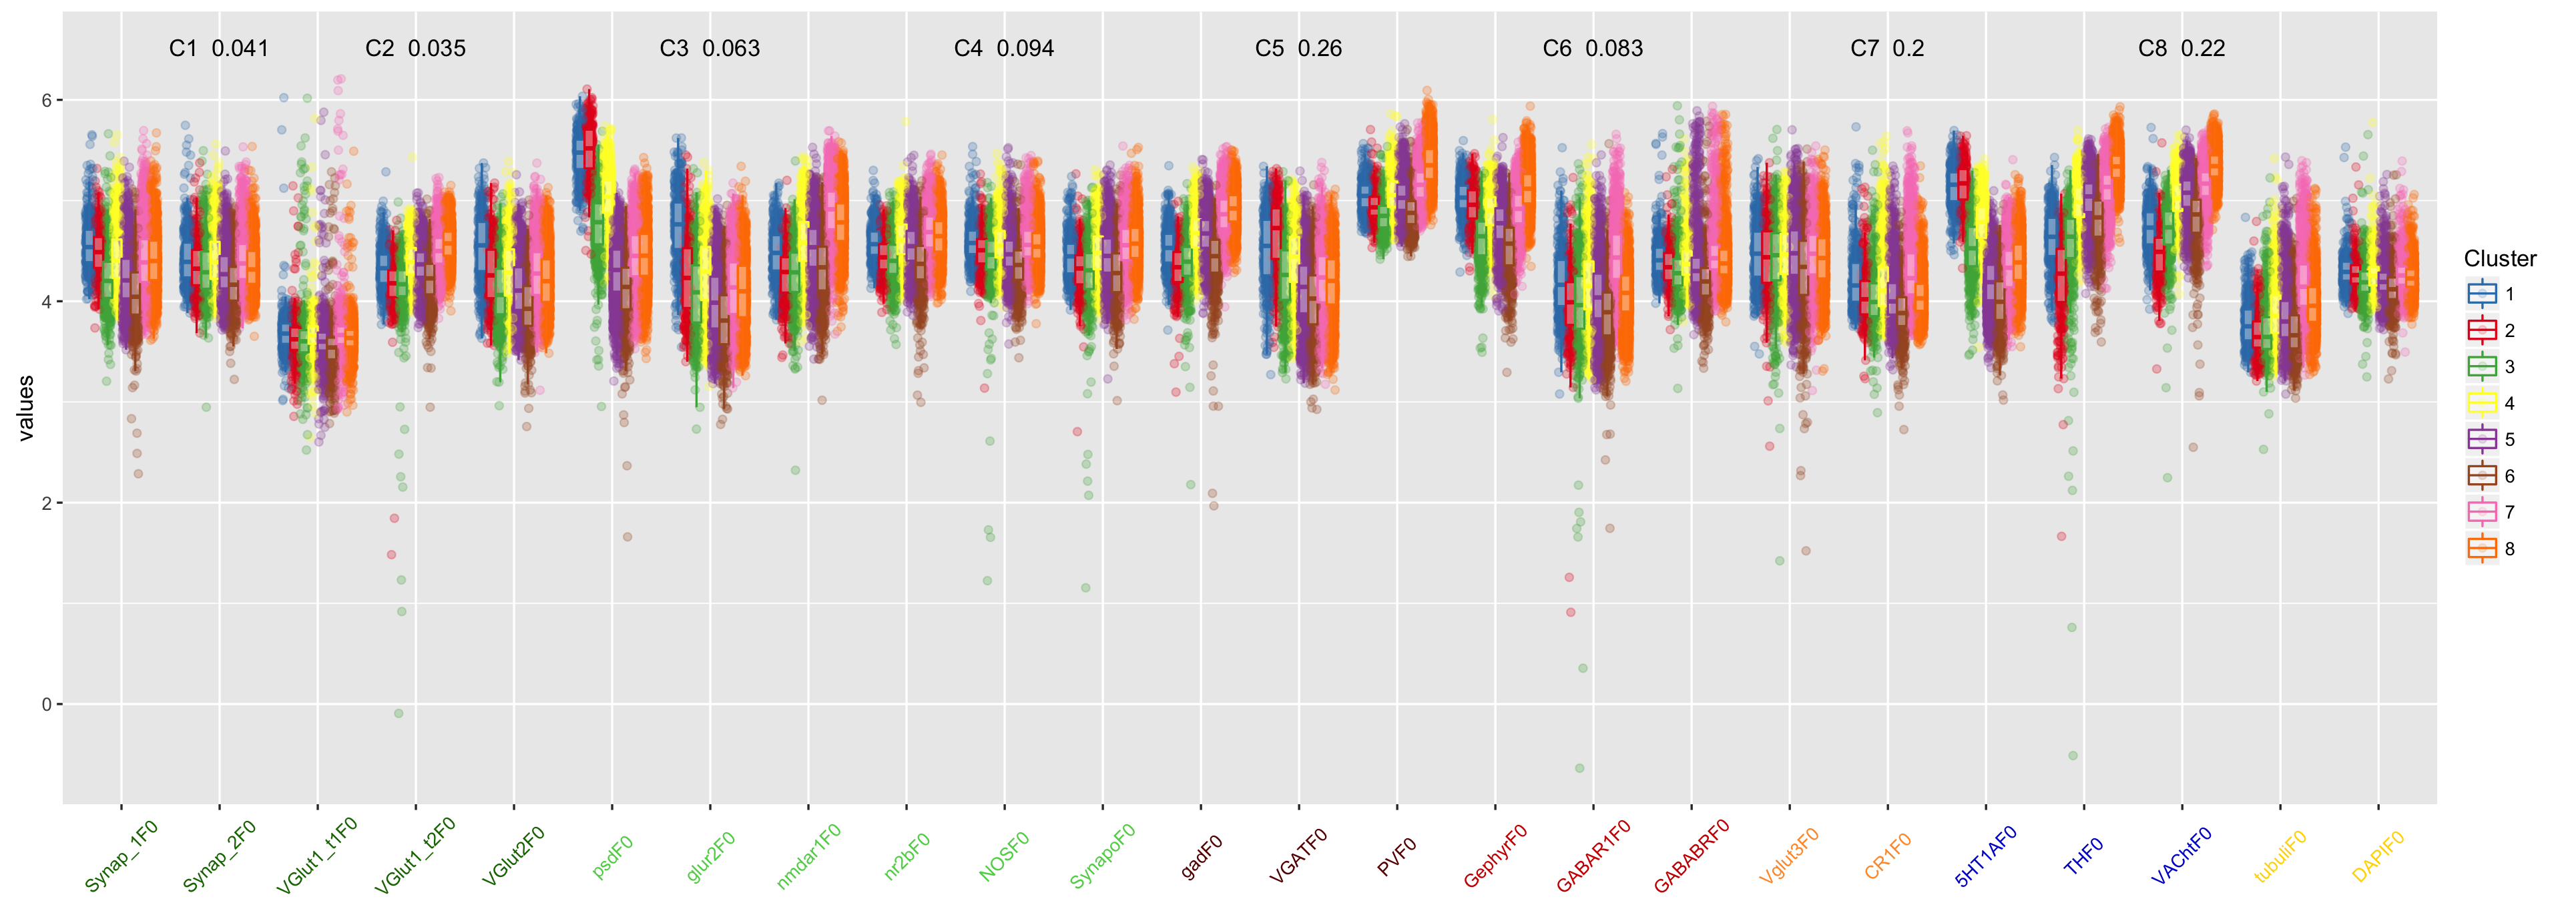 C1 0.041
C2 0.035
C3 0.063
C4 0.094
C5 0.26
C6 0.083
C7 0.2
C8 0.22
values
6
4
2
0
Synap_1F0
Synap_2F0
VGlut1_t1F0
VGlut1_t2F0
VGlut2F0
psdF0
glur2F0
nmdar1F0
nr2bF0
NOSF0
SynapoF0
gadF0
VGATF0
PVF0
GephyrF0
GABAR1F0
GABABRF0
Vglut3F0
CR1F0
5HT1AF0
THF0
VAChtF0
tubuliF0
DAPIF0
Cluster
1
2
3
4
5
6
7
8